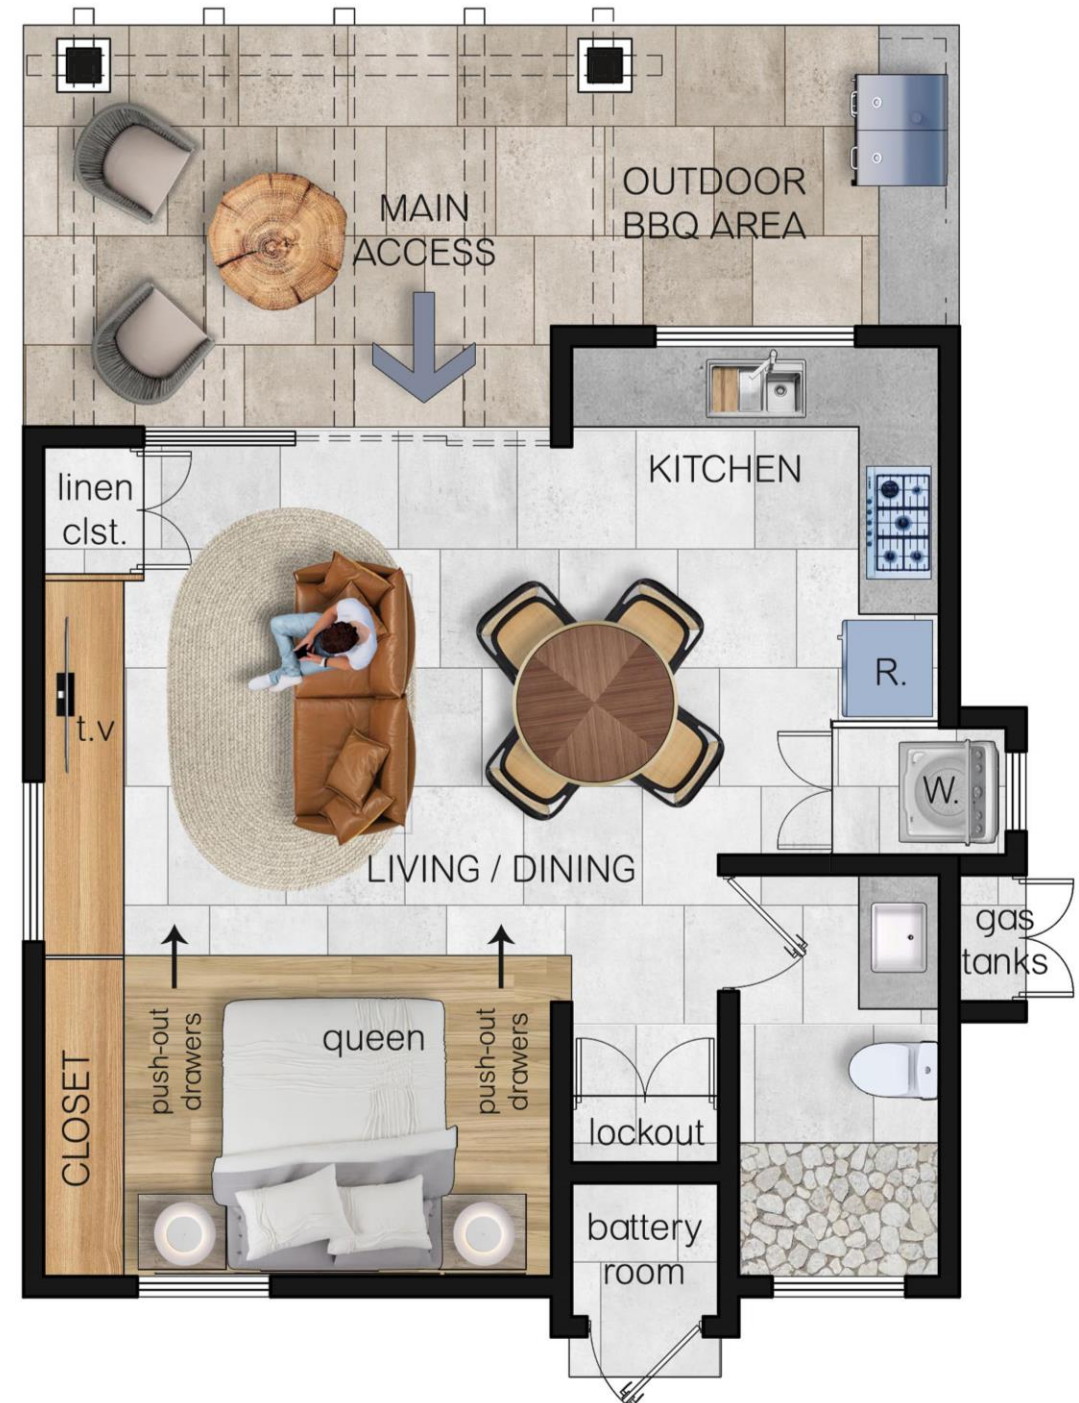 MAIN
ACCESS
OUTDOOR
BBQ AREA
linen
clst.
KITCHEN
R.
t.v
W.
LIVING / DINING
gas
tanks
push-out
drawers
queen
push-out
drawers
CLOSET
lockout
battery
room